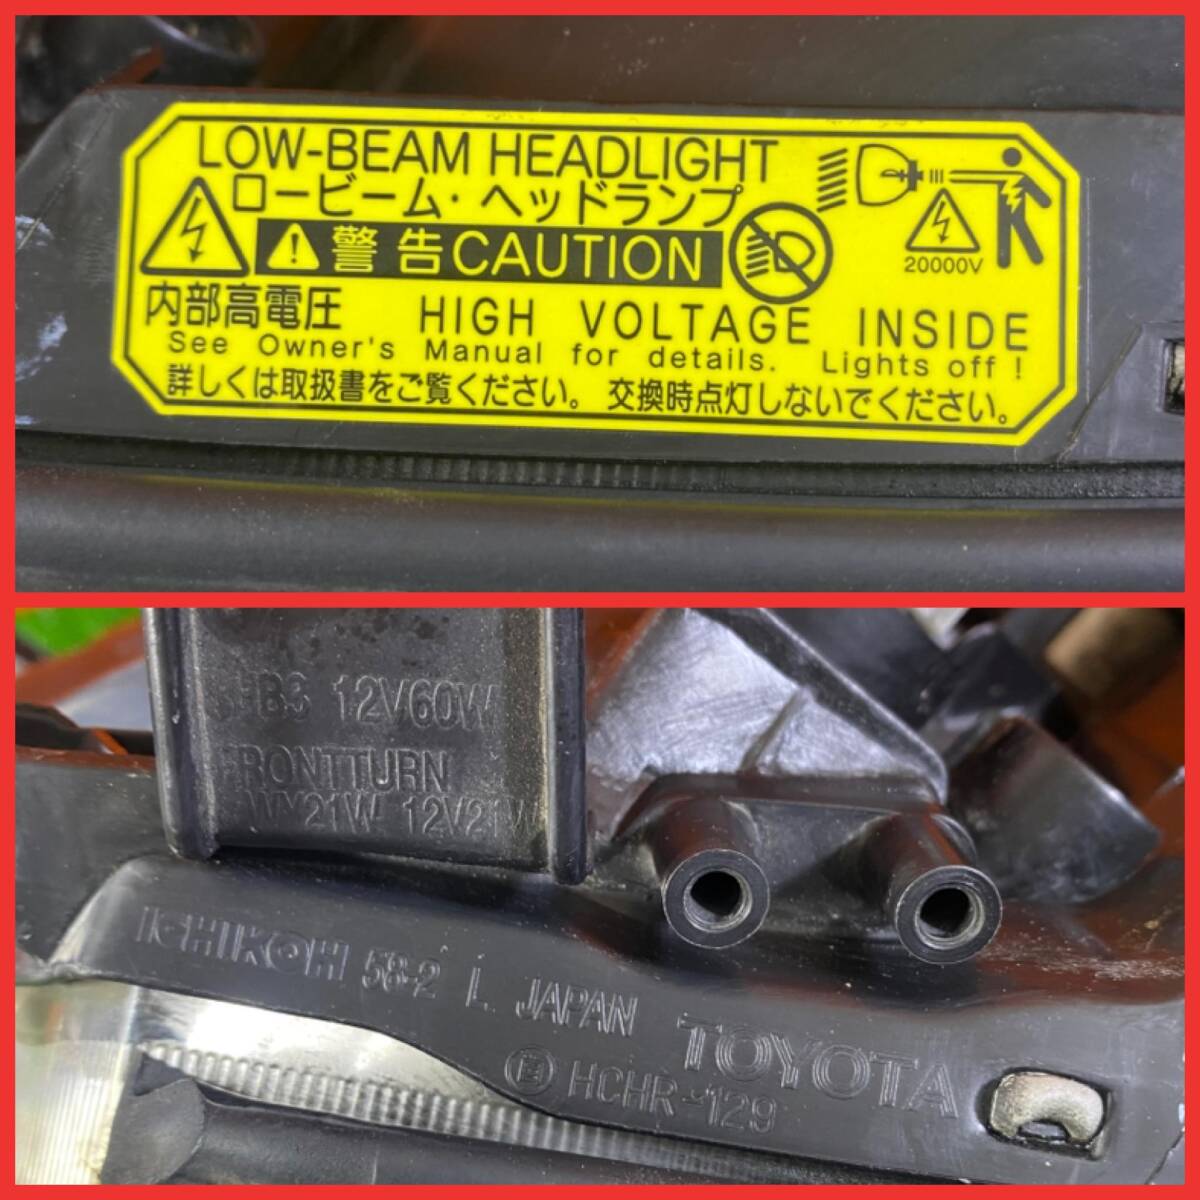 LOW-BEAM HEADLIGHT
ロービーム・ヘッドランプ
警告 CAUTION
20000V
内部高電圧 HIGH VOLTAGE INSIDE
See Owner's Manual for details. Lights off !
詳しくは取扱書をご覧ください。 交換時点灯しないでください。
HB3 12V60W
FRONTTURN
WY21W 12V21W
ICHIKOH 58-2 L JAPAN TOYOTA
HCHR-129